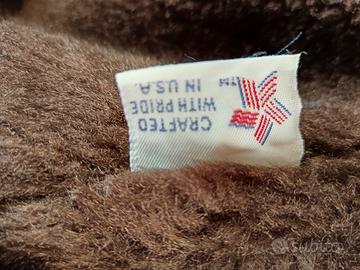 CRAFTED
WITH PRIDE
IN U.S.A.
TM
subito